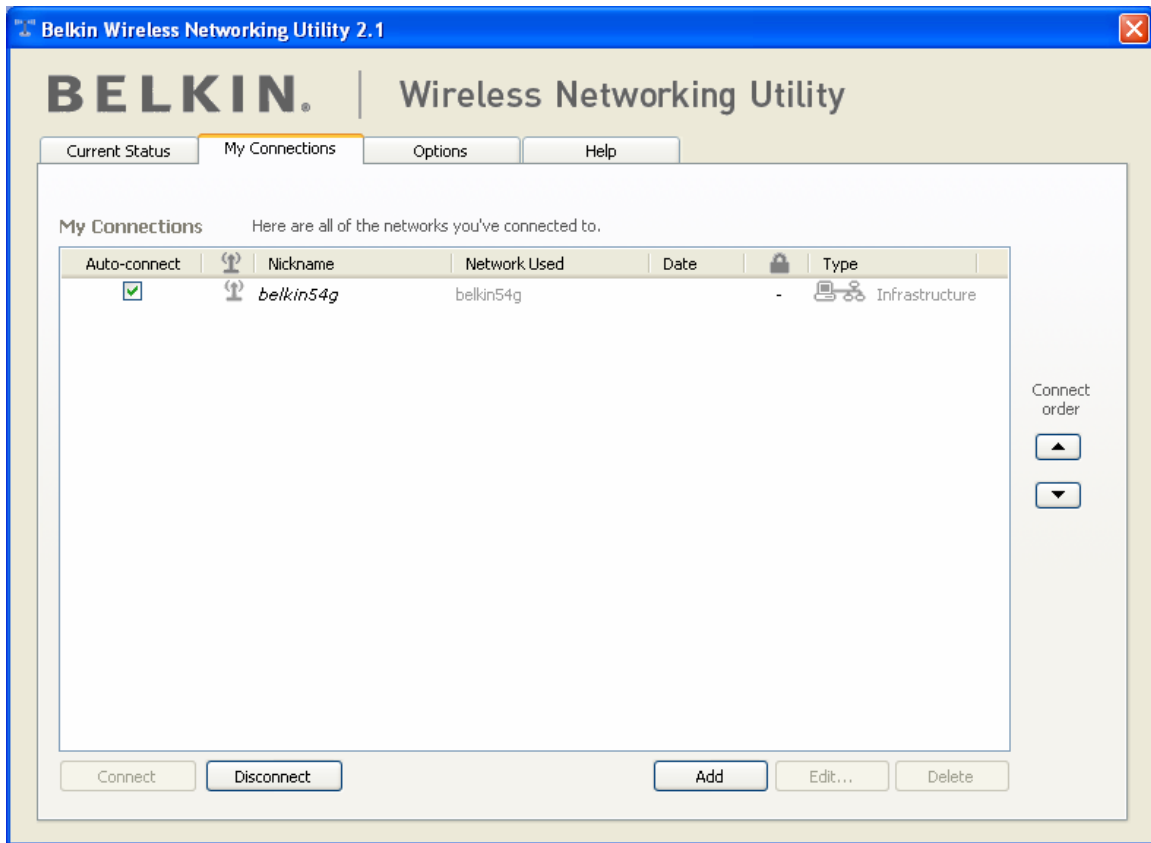 Belkin Wireless Networking Utility 2.1
BELKIN. Wireless Networking Utility
Current Status My Connections Options Help
My Connections Here are all of the networks you've connected to.
Auto-connect Nickname Network Used Date Type
belkin54g belkin54g - Infrastructure
Connect
order
Connect Disconnect Add Edit... Delete